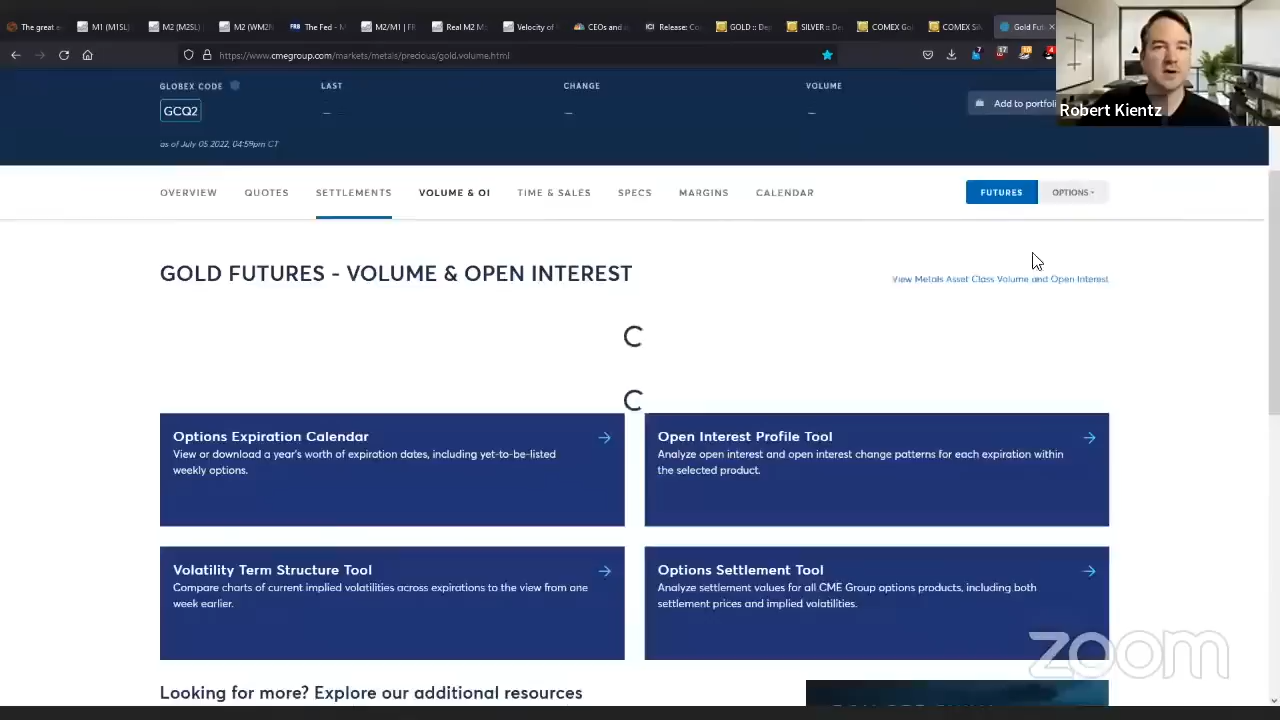 The great e
M1 (M1SL)
M2 (M2SL)
M2 (WM2N
The Fed - M
M2/M1 | FR
Real M2 Mo
Velocity of
CEOs and
Release: Co
GOLD :: De
SILVER :: De
COMEX Go
COMEX Sil
Gold Fut
https://www.cmegroup.com/markets/metals/precious/gold.volume.html
GLOBEX CODE
LAST
CHANGE
VOLUME
GCQ2
Add to portfoli
as of July 05 2022, 04:59pm CT
Robert Kientz
OVERVIEW
QUOTES
SETTLEMENTS
VOLUME & OI
TIME & SALES
SPECS
MARGINS
CALENDAR
FUTURES
OPTIONS
GOLD FUTURES - VOLUME & OPEN INTEREST
View Metals Asset Class Volume and Open Interest
Options Expiration Calendar
View or download a year's worth of expiration dates, including yet-to-be-listed
weekly options.
Open Interest Profile Tool
Analyze open interest and open interest change patterns for each expiration within
the selected product.
Volatility Term Structure Tool
Compare charts of current implied volatilities across expirations to the view from one
week earlier.
Options Settlement Tool
Analyze settlement values for all CME Group options products, including both
settlement prices and implied volatilities.
zoom
Looking for more? Explore our additional resources